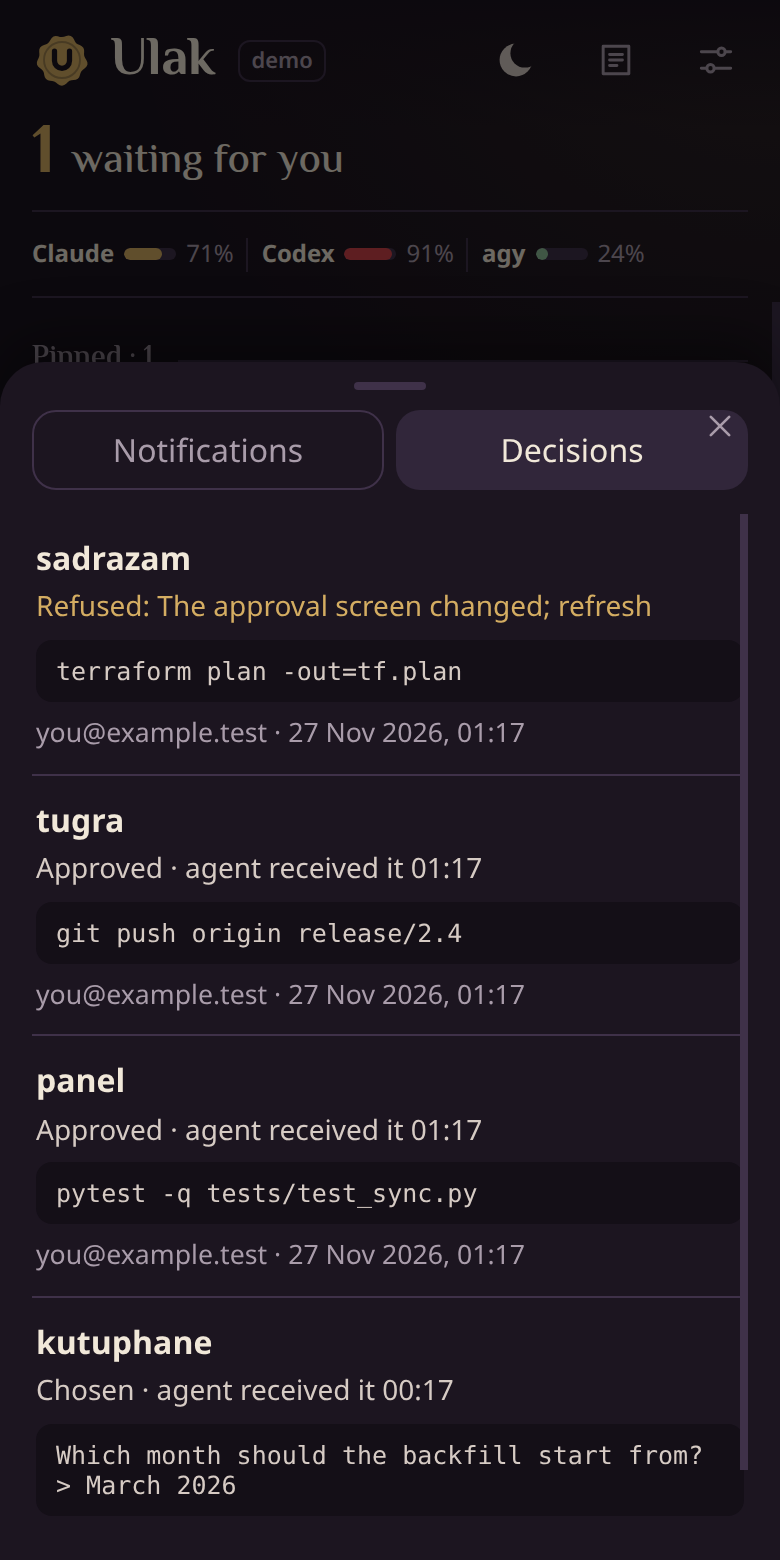 U Ulak demo
1 waiting for you
Claude 71% Codex 91% agy 24%
Pinned · 1
Notifications Decisions
sadrazam
Refused: The approval screen changed; refresh
terraform plan -out=tf.plan
you@example.test · 27 Nov 2026, 01:17
tugra
Approved · agent received it 01:17
git push origin release/2.4
you@example.test · 27 Nov 2026, 01:17
panel
Approved · agent received it 01:17
pytest -q tests/test_sync.py
you@example.test · 27 Nov 2026, 01:17
kutuphane
Chosen · agent received it 00:17
Which month should the backfill start from?
> March 2026